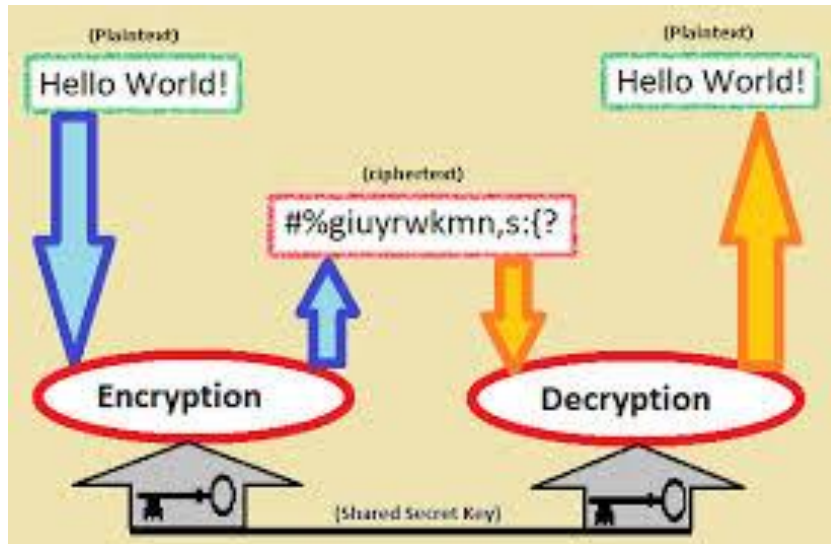 (Plaintext)
Hello World!
(Plaintext)
Hello World!
(ciphertext)
#%giuyrwkmn,s:{?
Encryption
Decryption
(Shared Secret Key)